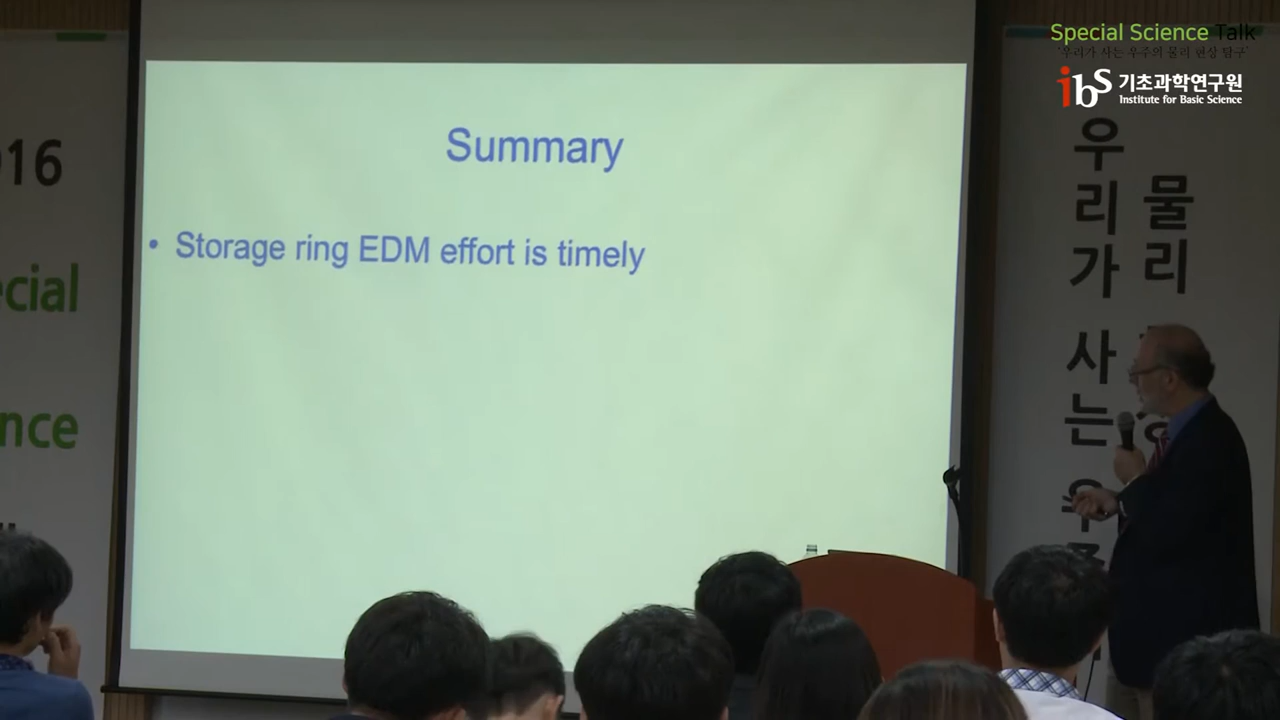 Special Science Talk
'우리가 사는 우주의 물리 현상 탐구'
ibS 기초과학연구원
Institute for Basic Science
Summary
• Storage ring EDM effort is timely
16
ecial
nce
우리가 사는 우주
물리